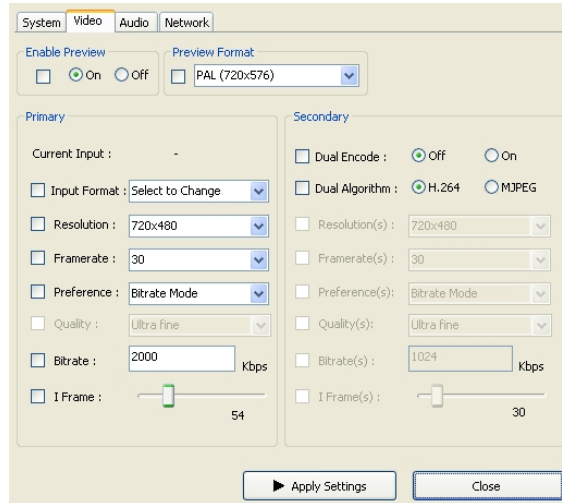 System Video Audio Network
Enable Preview
On Off
Preview Format
PAL (720x576)
Primary
Current Input : -
Input Format : Select to Change
Resolution : 720x480
Framerate : 30
Preference : Bitrate Mode
Quality : Ultra fine
Bitrate : 2000 Kbps
I Frame : 54
Secondary
Dual Encode : Off On
Dual Algorithm : H.264 MJPEG
Resolution(s) : 720x480
Framerate(s) : 30
Preference(s): Bitrate Mode
Quality(s): Ultra fine
Bitrate(s) : 1024 Kbps
I Frame(s) : 30
Apply Settings Close